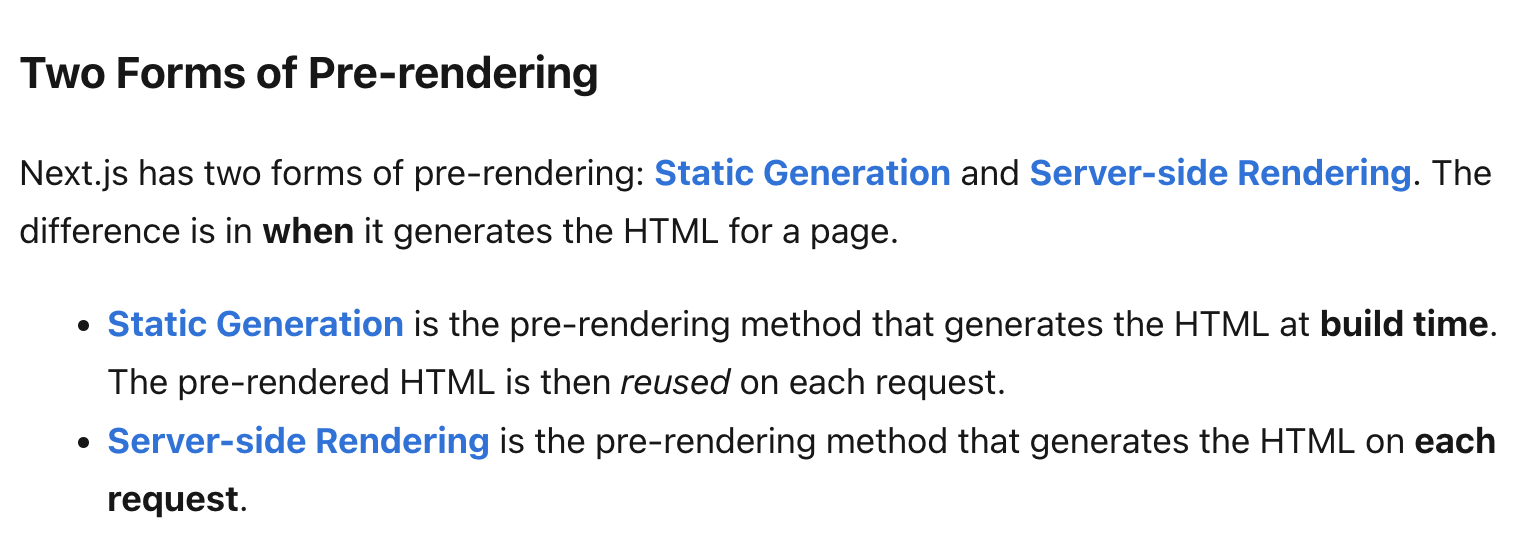 Two Forms of Pre-rendering
Next.js has two forms of pre-rendering: Static Generation and Server-side Rendering. The
difference is in when it generates the HTML for a page.
• Static Generation is the pre-rendering method that generates the HTML at build time.
The pre-rendered HTML is then reused on each request.
• Server-side Rendering is the pre-rendering method that generates the HTML on each
request.